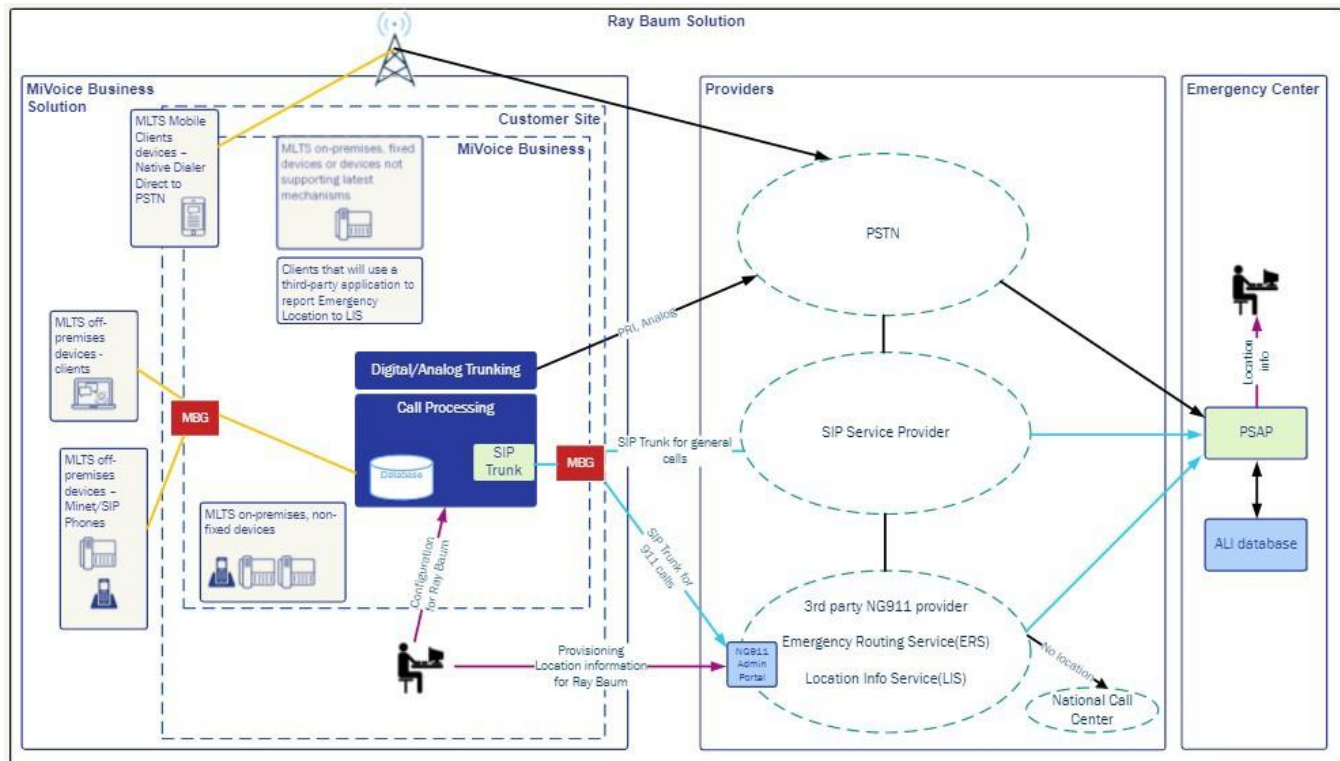 Ray Baum Solution
MiVoice Business
Solution
MLTS Mobile
Clients devices –
Native Dialer
Direct to
PSTN
Customer Site
MiVoice Business
MLTS on-premises, fixed
devices or devices not
supporting latest
mechanisms
Clients that will use a
third-party application to
report Emergency
Location to LIS
MLTS off-
premises devices -
clients
MBG
MLTS off-
premises devices –
Minet/SIP
Phones
MLTS on-premises, non-
fixed devices
Digital/Analog Trunking
Call Processing
Database
SIP
Trunk
MBG
Configuration
for Ray Baum
Provisioning
Location information
for Ray Baum
PRI, Analog
SIP Trunk for general
calls
SIP Trunk for
911 calls
Providers
PSTN
SIP Service Provider
3rd party NG911 provider
Emergency Routing Service(ERS)
Location Info Service(LIS)
NG911
Admin
Portal
No location
National Call
Center
Emergency Center
Location
info
PSAP
ALI database